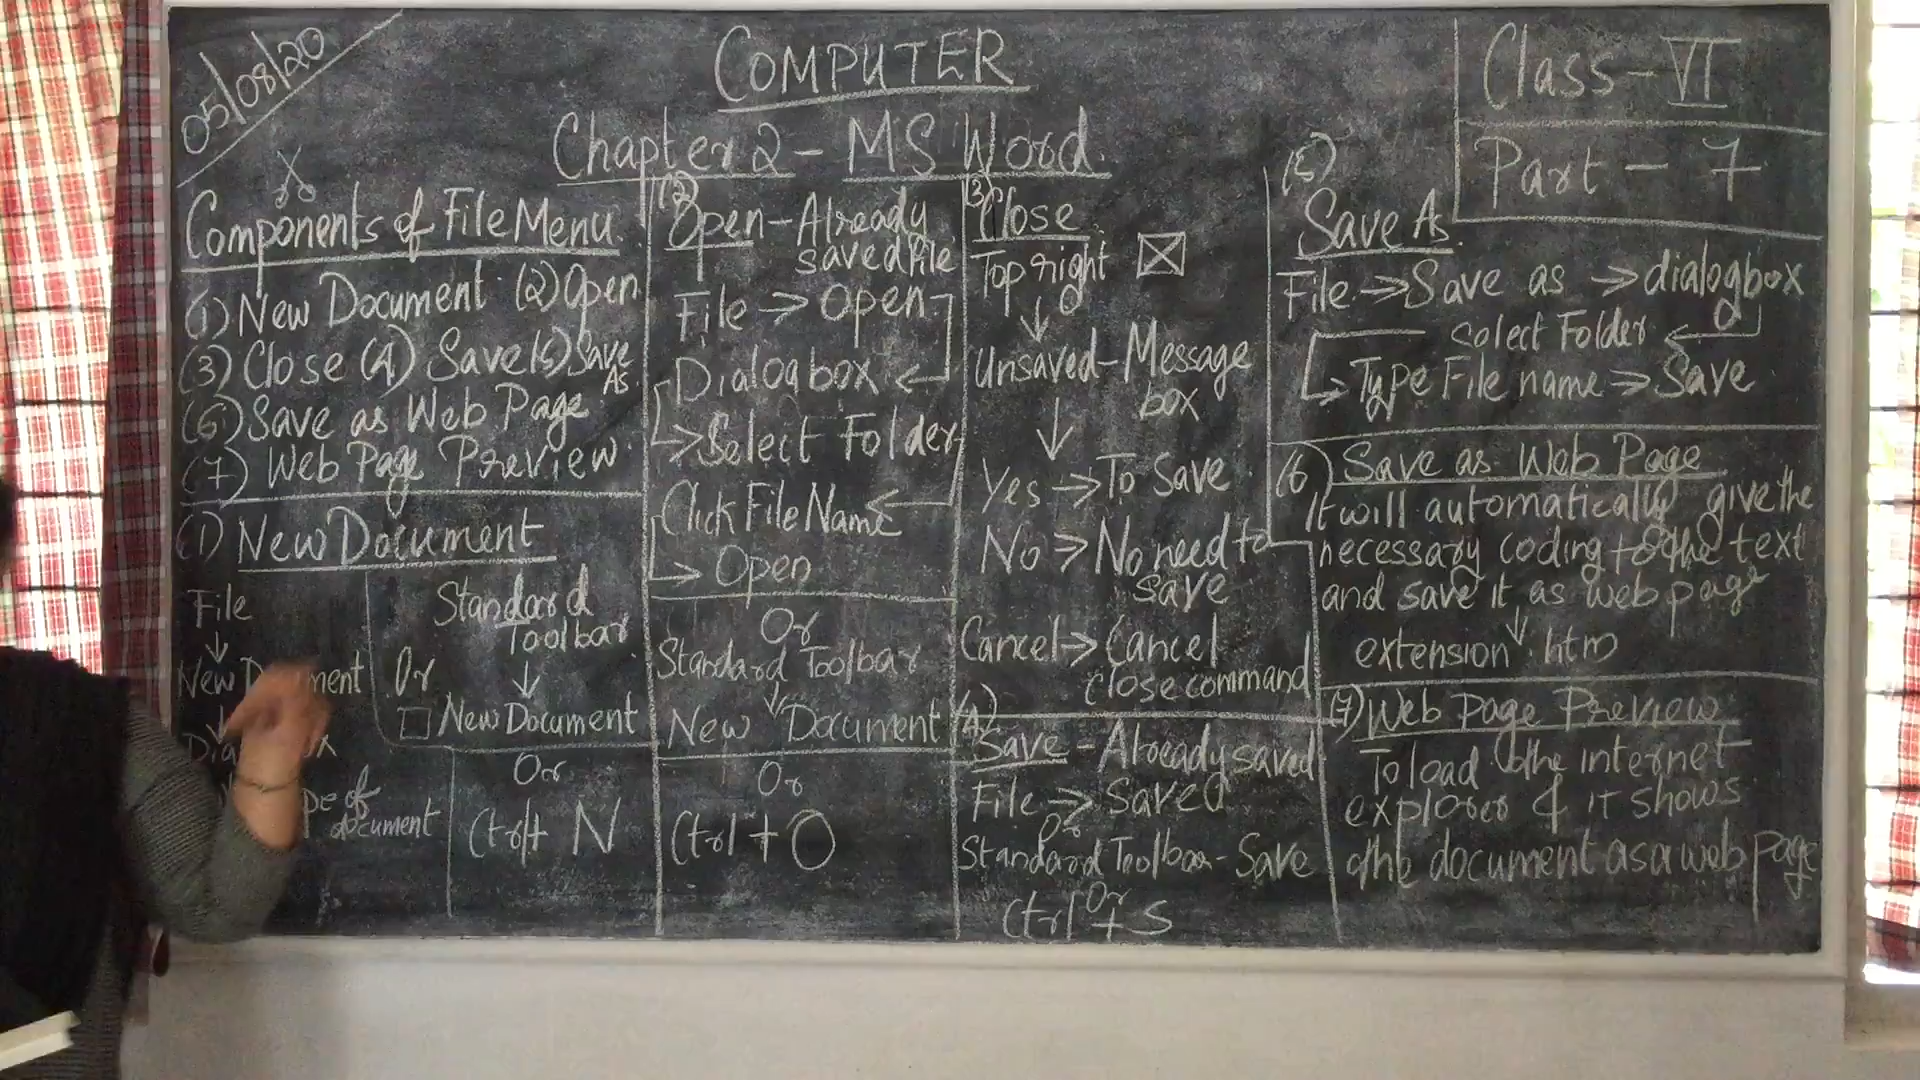 05/08/20
COMPUTER
Chapter 2 - MS Word
Class - VI
Part - 7
Components of File Menu
(1) New Document (2) Open
(3) Close (4) Save (5) Save As
(6) Save as Web Page
(7) Web Page Preview
(1) New Document
File
↓
New ment
↓
pe of
document
Or
Standard
Toolbar
↓
□ New Document
Or
Ctrl + N
(2)
Open - Already
saved file
File → Open
Dialogbox ←
→ Select Folder
Click File Name ←
→ Open
Or
Standard Toolbar
↓
New Document
Or
Ctrl + O
(3) Close
Top right
↓
Unsaved - Message
box
↓
Yes → To Save
No → No need to
save
Cancel → Cancel
close command
(4)
Save - Already saved
File → Save
Or
Standard Toolbar - Save
Or
Ctrl + S
(5)
Save As
File → Save as → dialogbox
select Folder ←
→ Type File name → Save
(6) Save as Web Page
It will automatically give the
necessary coding to the text
and save it as web page
↓
extension .htm
(7) Web Page Preview
To load the internet
explorer & it shows
the document as a web page